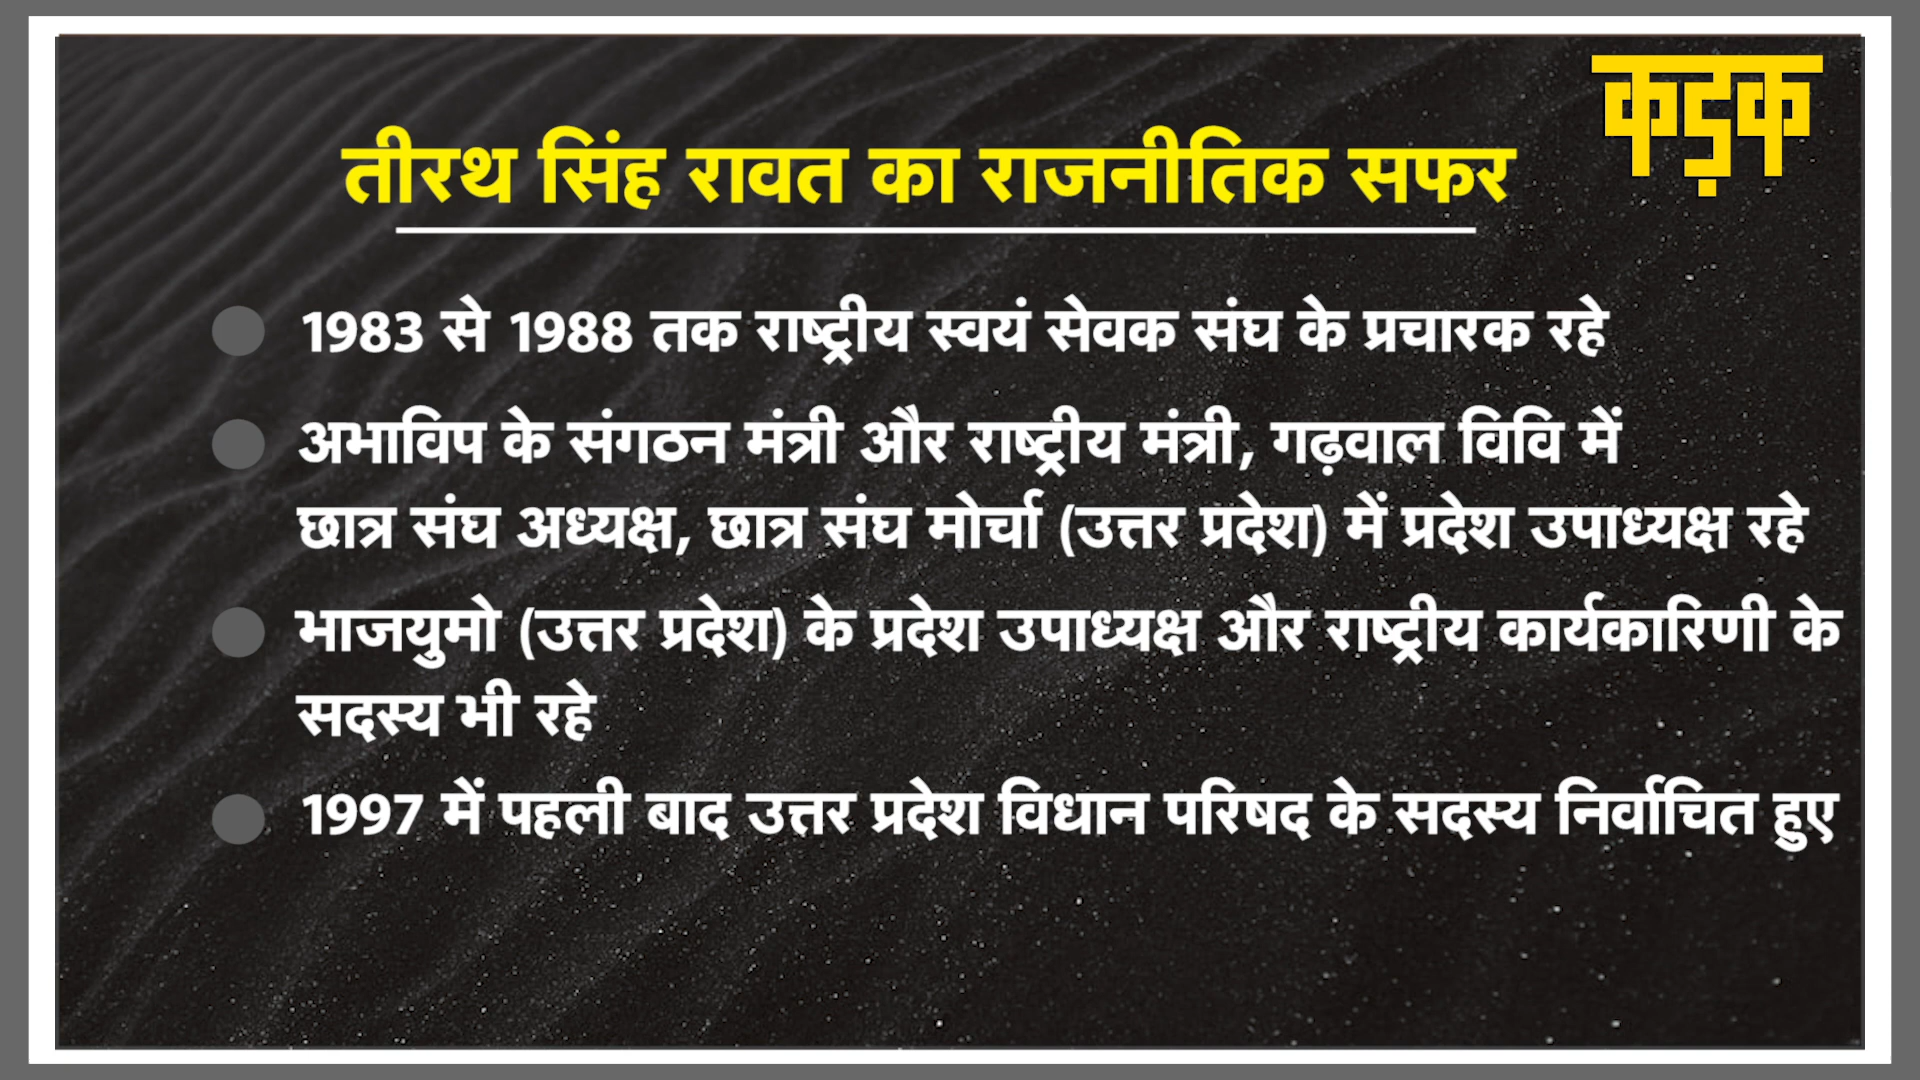 कड़क
तीरथ सिंह रावत का राजनीतिक सफर
1983 से 1988 तक राष्ट्रीय स्वयं सेवक संघ के प्रचारक रहे
अभाविप के संगठन मंत्री और राष्ट्रीय मंत्री, गढ़वाल विवि में
छात्र संघ अध्यक्ष, छात्र संघ मोर्चा (उत्तर प्रदेश) में प्रदेश उपाध्यक्ष रहे
भाजयुमो (उत्तर प्रदेश) के प्रदेश उपाध्यक्ष और राष्ट्रीय कार्यकारिणी के
सदस्य भी रहे
1997 में पहली बाद उत्तर प्रदेश विधान परिषद के सदस्य निर्वाचित हुए